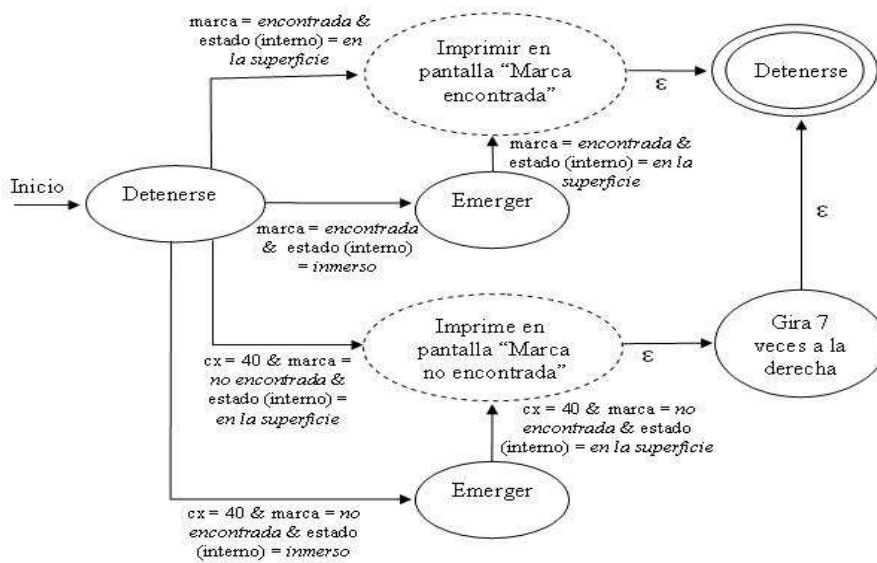 marca = encontrada &
estado (interno) = en
la superficie
Imprimir en
pantalla “Marca
encontrada”
ε
Detenerse
Inicio
Detenerse
marca = encontrada
& estado (interno)
= inmerso
Emerger
marca = encontrada &
estado (interno) = en la
superficie
ε
cx = 40 & marca =
no encontrada &
estado (interno) =
en la superficie
Imprime en
pantalla “Marca
no encontrada”
ε
Gira 7
veces a la
derecha
cx = 40 & marca = no
encontrada & estado
(interno) = en la superficie
Emerger
cx = 40 & marca = no
encontrada & estado
(interno) = inmerso